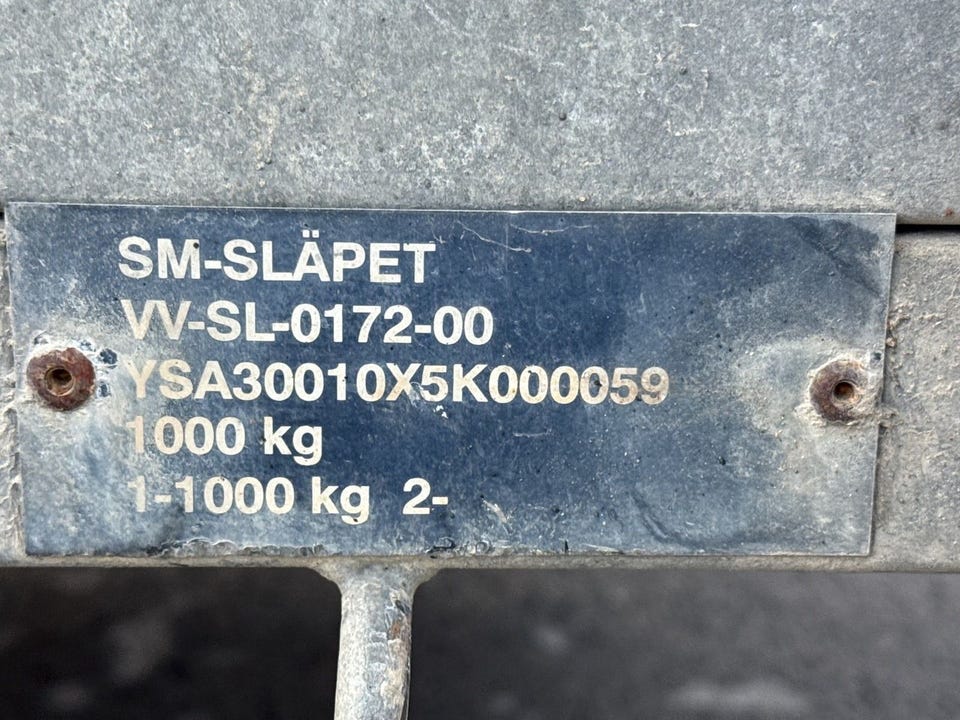 SM-SLÄPET
VV-SL-0172-00
YSA30010X5K000059
1000 kg
1-1000 kg 2-